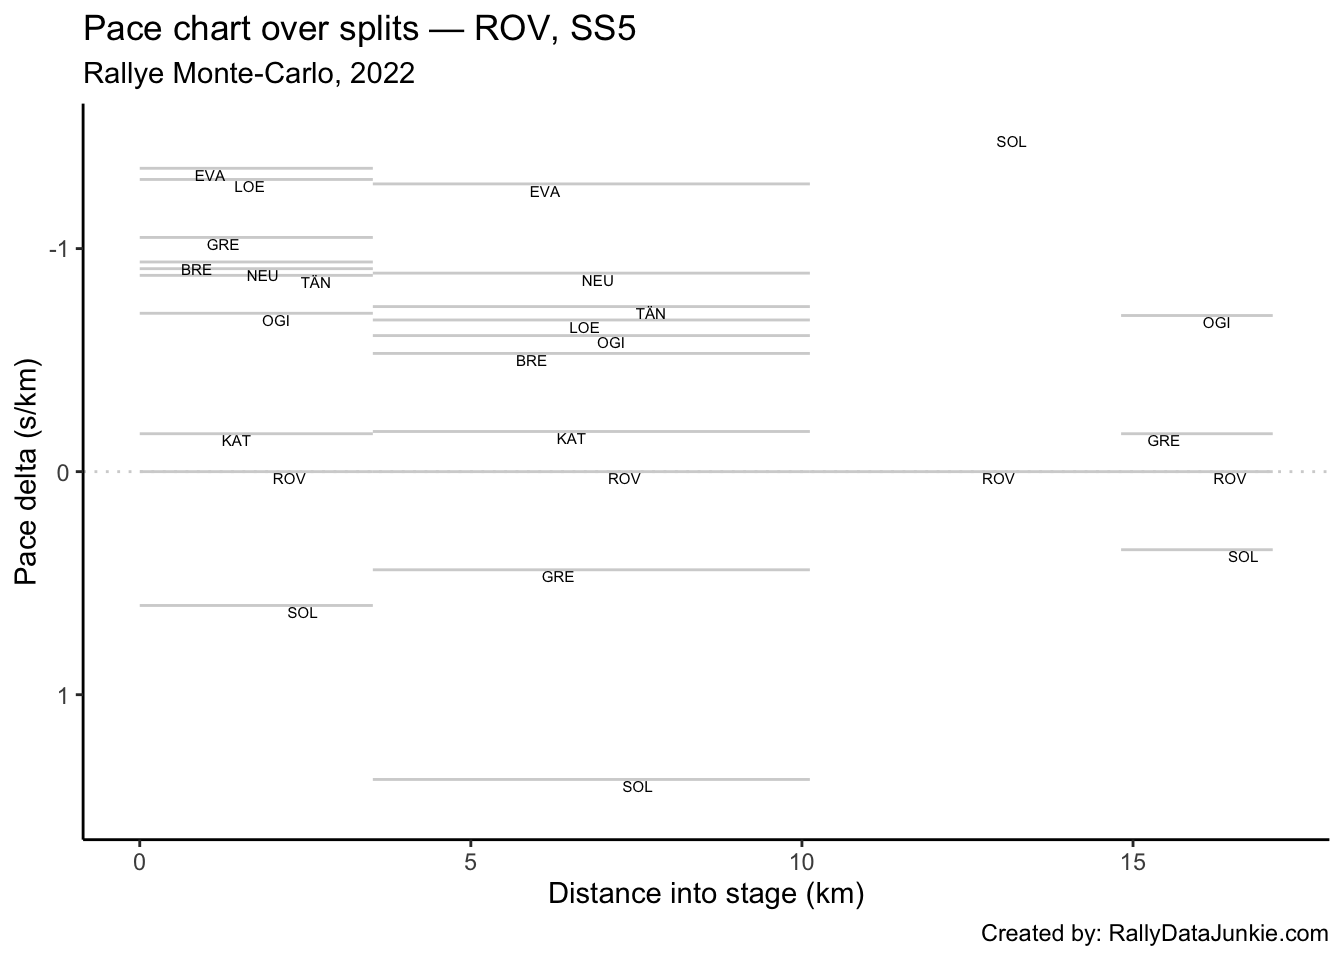 Pace chart over splits — ROV, SS5
Rallye Monte-Carlo, 2022
SOL
EVA
LOE
EVA
GRE
-1
BRE
NEU
TÄN
NEU
OGI
TÄN
LOE
OGI
OGI
BRE
KAT
KAT
GRE
0
ROV
ROV
ROV
ROV
SOL
GRE
SOL
1
SOL
Pace delta (s/km)
0
5
10
15
Distance into stage (km)
Created by: RallyDataJunkie.com